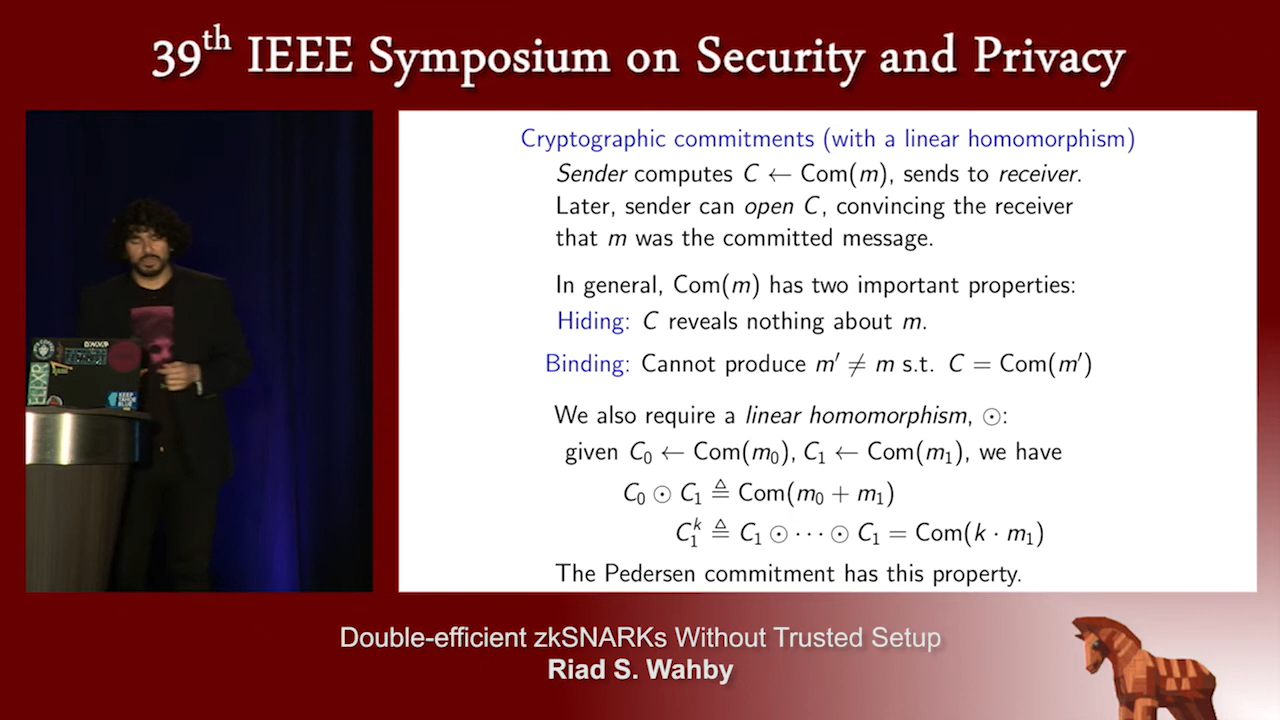 39th IEEE Symposium on Security and Privacy
Cryptographic commitments (with a linear homomorphism)
Sender computes C ← Com(m), sends to receiver.
Later, sender can open C, convincing the receiver
that m was the committed message.
In general, Com(m) has two important properties:
Hiding: C reveals nothing about m.
Binding: Cannot produce m′ ≠ m s.t. C = Com(m′)
We also require a linear homomorphism, ⊙:
given C₀ ← Com(m₀), C₁ ← Com(m₁), we have
C₀ ⊙ C₁ ≜ Com(m₀ + m₁)
C₁ᵏ ≜ C₁ ⊙ ⋯ ⊙ C₁ = Com(k · m₁)
The Pedersen commitment has this property.
KEEP
TAHOE
BLUE
Double-efficient zkSNARKs Without Trusted Setup
Riad S. Wahby